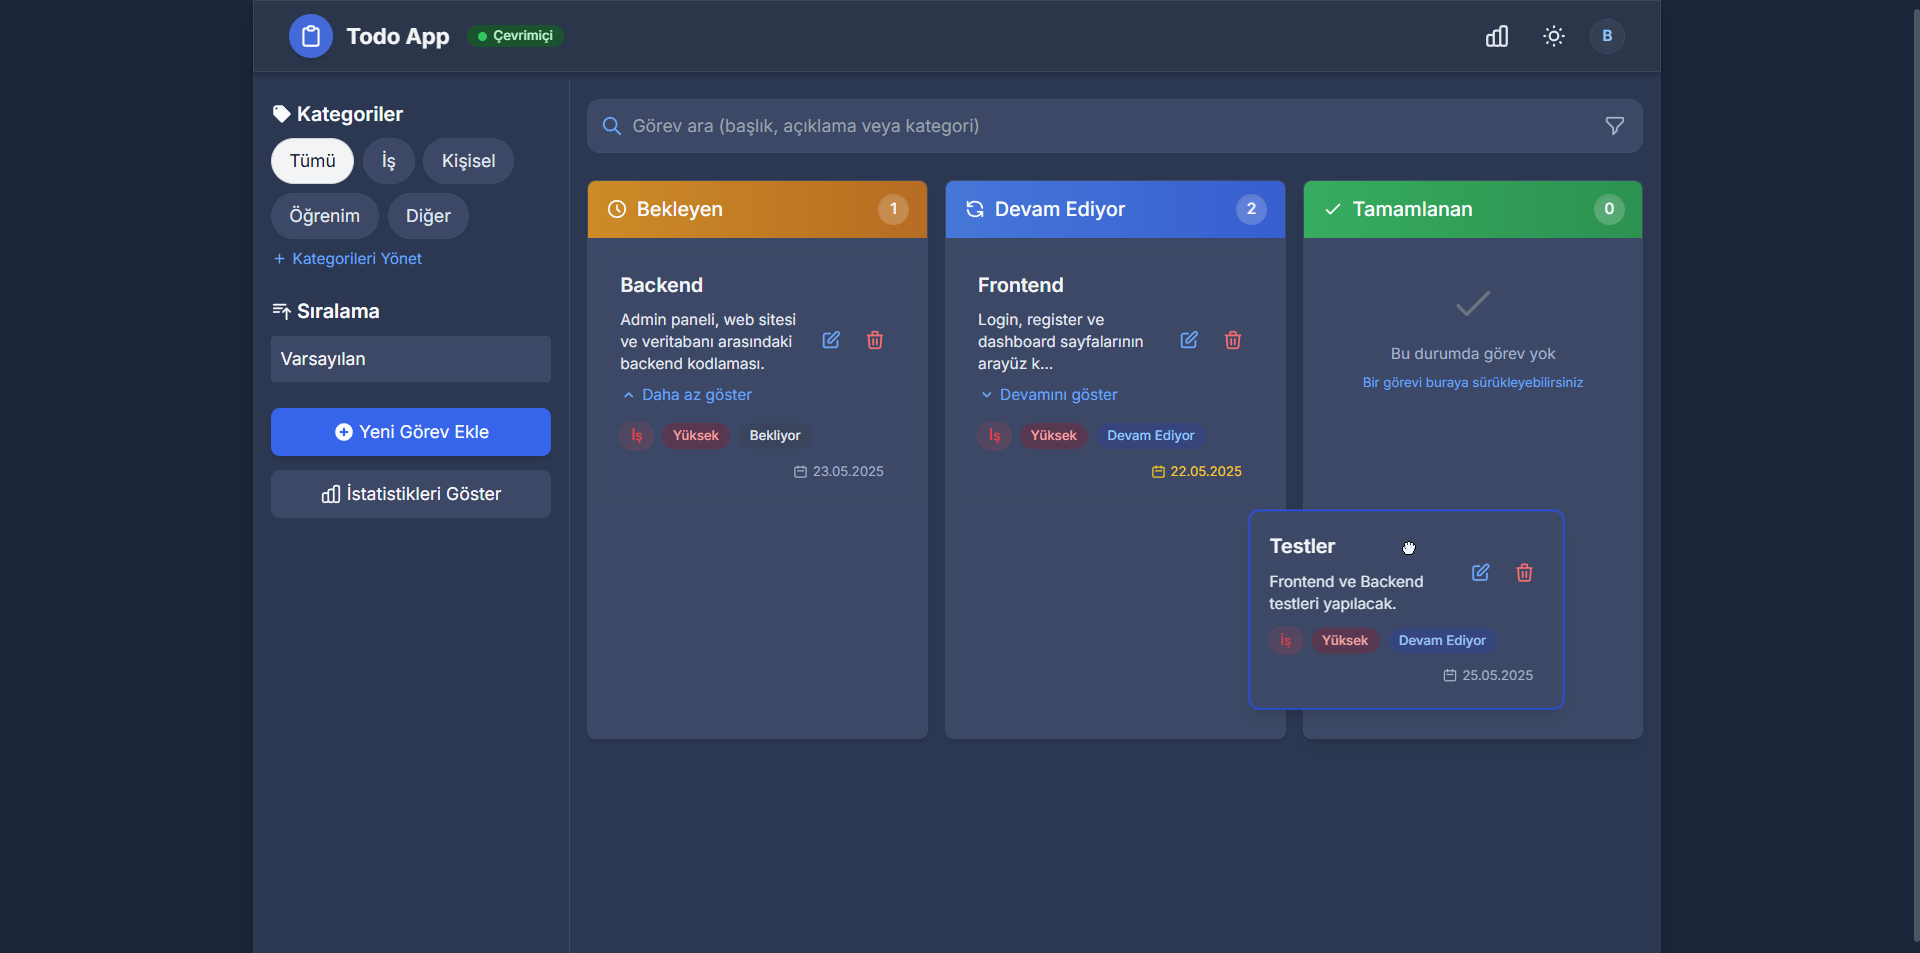 Todo App
Çevrimiçi
B
Kategoriler
Tümü
İş
Kişisel
Öğrenim
Diğer
+ Kategorileri Yönet
Sıralama
Varsayılan
Yeni Görev Ekle
İstatistikleri Göster
Görev ara (başlık, açıklama veya kategori)
Bekleyen
1
Backend
Admin paneli, web sitesi
ve veritabanı arasındaki
backend kodlaması.
Daha az göster
İş
Yüksek
Bekliyor
23.05.2025
Devam Ediyor
2
Frontend
Login, register ve
dashboard sayfalarının
arayüz k...
Devamını göster
İş
Yüksek
Devam Ediyor
22.05.2025
Tamamlanan
0
Bu durumda görev yok
Bir görevi buraya sürükleyebilirsiniz
Testler
Frontend ve Backend
testleri yapılacak.
İş
Yüksek
Devam Ediyor
25.05.2025